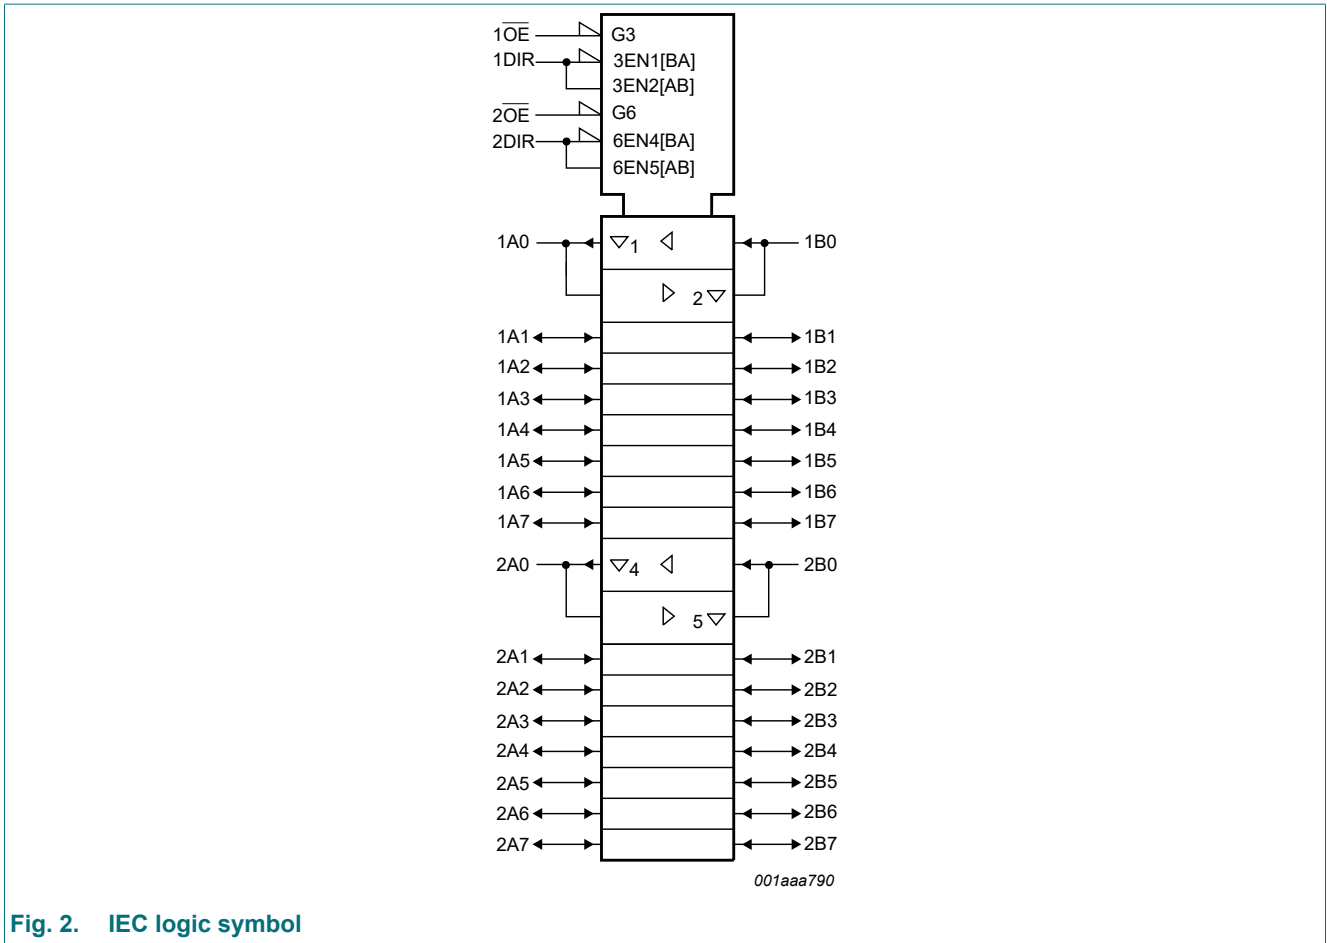 1O̅E̅ G3
1DIR 3EN1[BA]
3EN2[AB]
2O̅E̅ G6
2DIR 6EN4[BA]
6EN5[AB]
1A0 1 1B0
2
1A1 1B1
1A2 1B2
1A3 1B3
1A4 1B4
1A5 1B5
1A6 1B6
1A7 1B7
2A0 4 2B0
5
2A1 2B1
2A2 2B2
2A3 2B3
2A4 2B4
2A5 2B5
2A6 2B6
2A7 2B7
001aaa790
Fig. 2. IEC logic symbol